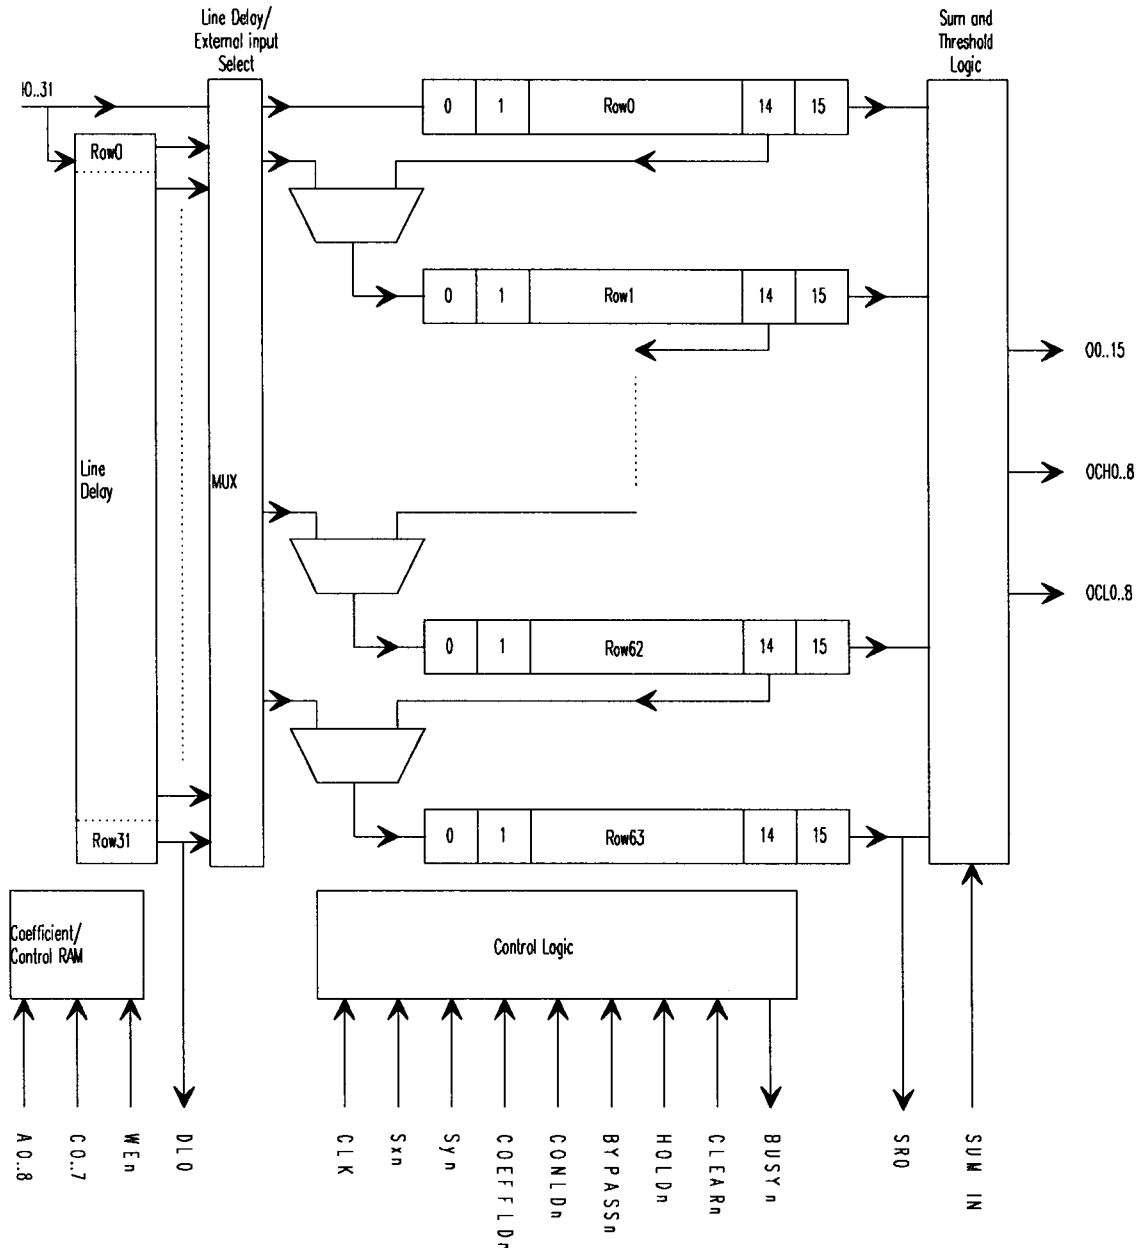 Line Delay/
External input
Select
Sum and
Threshold
Logic
I0..31
0 1 Row0 14 15
Row0
0 1 Row1 14 15
O0..15
Line
Delay
MUX
OCH0..8
OCL0..8
0 1 Row62 14 15
0 1 Row63 14 15
Row31
Coefficient/
Control RAM
Control Logic
A0..8
C0..7
WEn
DLO
CLK
Sxn
Syn
COEFFLDn
CONLDn
BYPASSn
HOLDn
CLEARn
BUSYn
SRO
SUM IN